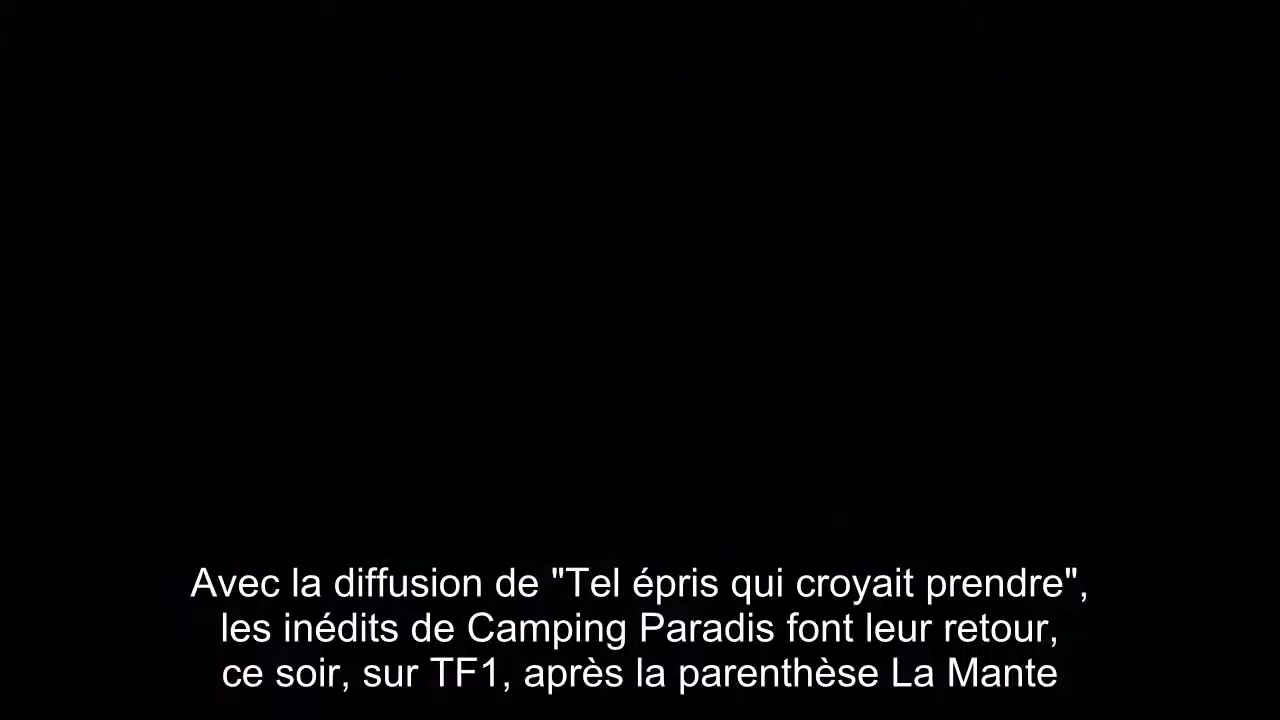 Avec la diffusion de "Tel épris qui croyait prendre",
les inédits de Camping Paradis font leur retour,
ce soir, sur TF1, après la parenthèse La Mante